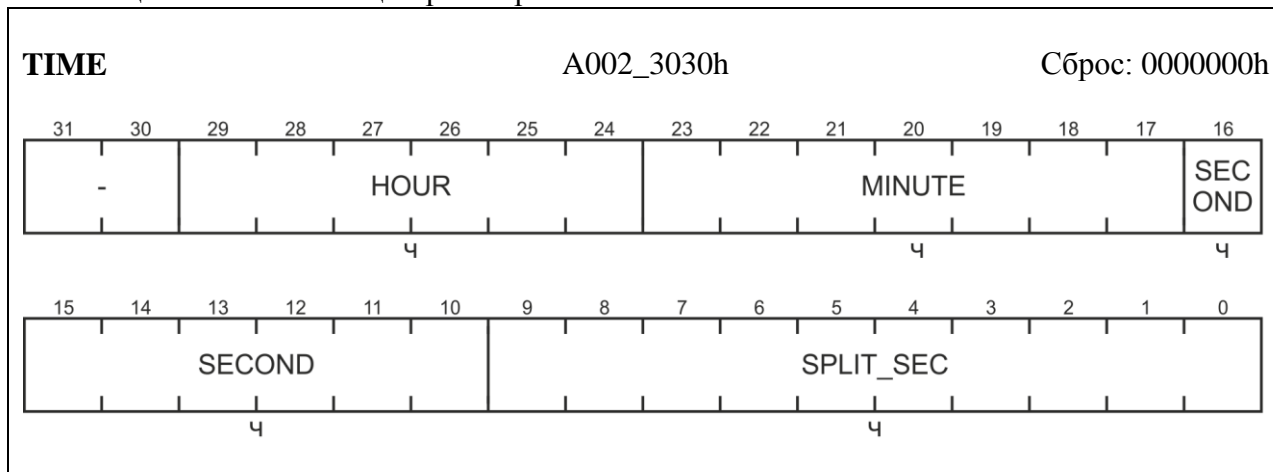 TIME A002_3030h Сброс: 0000000h
31 30 29 28 27 26 25 24 23 22 21 20 19 18 17 16
- HOUR MINUTE SEC
OND
ч ч ч
15 14 13 12 11 10 9 8 7 6 5 4 3 2 1 0
SECOND SPLIT_SEC
ч ч